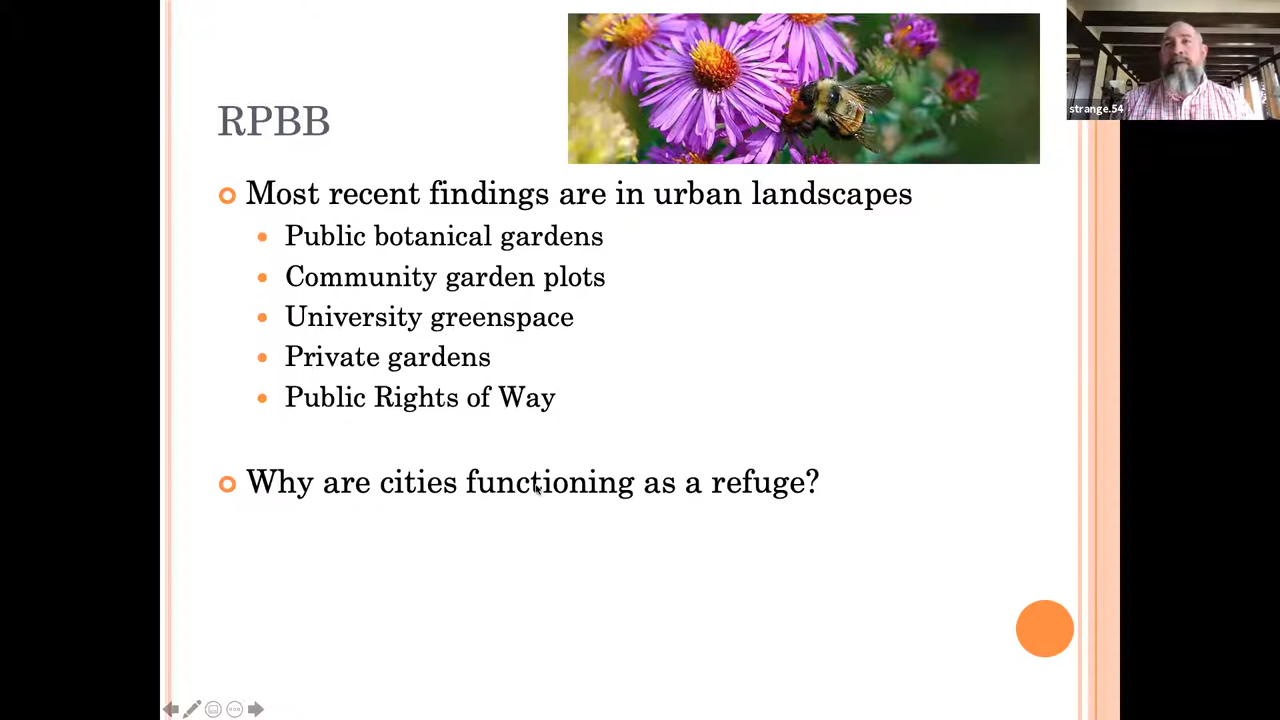 strange.54
RPBB
Most recent findings are in urban landscapes
Public botanical gardens
Community garden plots
University greenspace
Private gardens
Public Rights of Way
Why are cities functioning as a refuge?